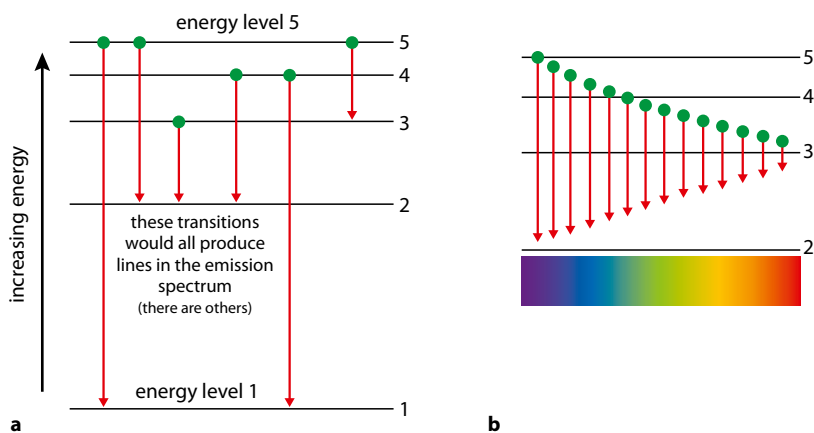 energy level 5
5
4
3
2
1
increasing energy
these transitions
would all produce
lines in the emission
spectrum
(there are others)
energy level 1
a
5
4
3
2
b